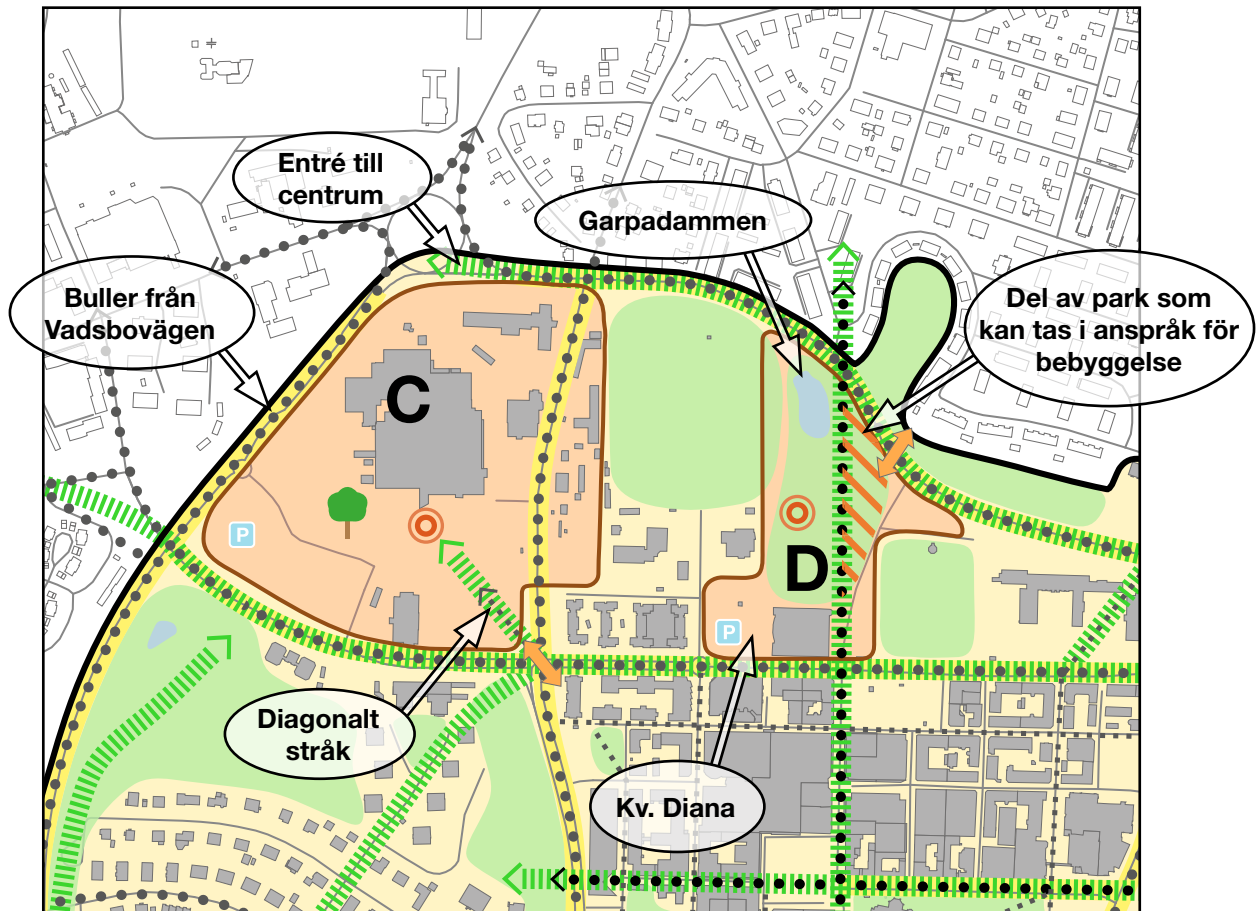 Entré till
centrum
Garpadammen
Buller från
Vadsbovägen
Del av park som
kan tas i anspråk för
bebyggelse
C
P
D
P
Diagonalt
stråk
Kv. Diana